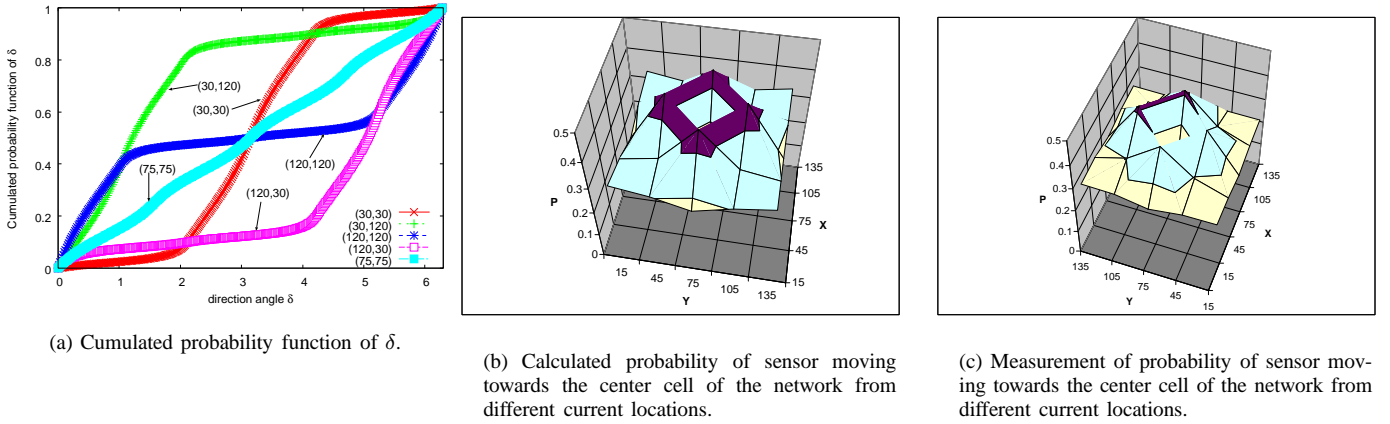 Cumulated probability function of δ
1
0.8
0.6
0.4
0.2
0
0 1 2 3 4 5 6
direction angle δ
(30,120)
(30,30)
(120,120)
(75,75)
(120,30)
(30,30)
(30,120)
(120,120)
(120,30)
(75,75)
(a) Cumulated probability function of δ.
0.5
0.4
0.3
0.2
0.1
0
P
15 45 75 105 135
Y
15
45
75
105
135
X
(b) Calculated probability of sensor moving
towards the center cell of the network from
different current locations.
0.5
0.4
0.3
0.2
0.1
0
P
135 105 75 45 15
Y
15
45
75
105
135
X
(c) Measurement of probability of sensor mov-
ing towards the center cell of the network from
different current locations.